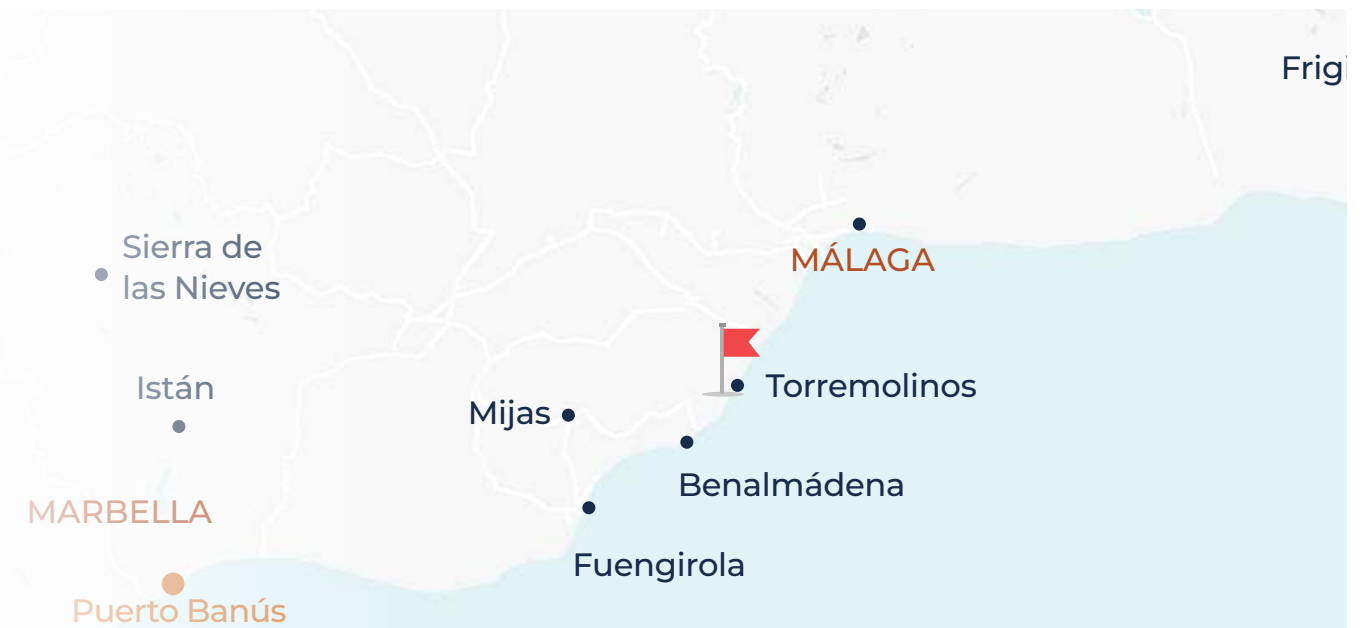 Frigi
Sierra de
las Nieves
MÁLAGA
Istán
Torremolinos
Mijas
Benalmádena
MARBELLA
Fuengirola
Puerto Banús